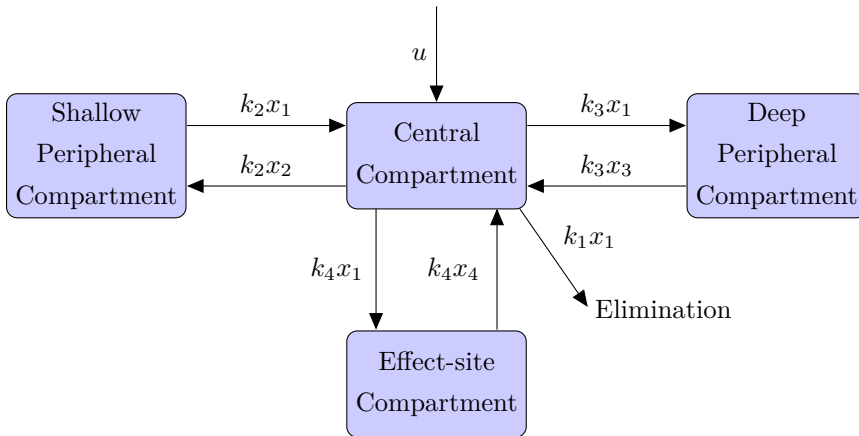 u
Shallow
Peripheral
Compartment
k₂x₁
k₂x₂
Central
Compartment
k₃x₁
k₃x₃
Deep
Peripheral
Compartment
k₁x₁
Elimination
k₄x₁
k₄x₄
Effect-site
Compartment